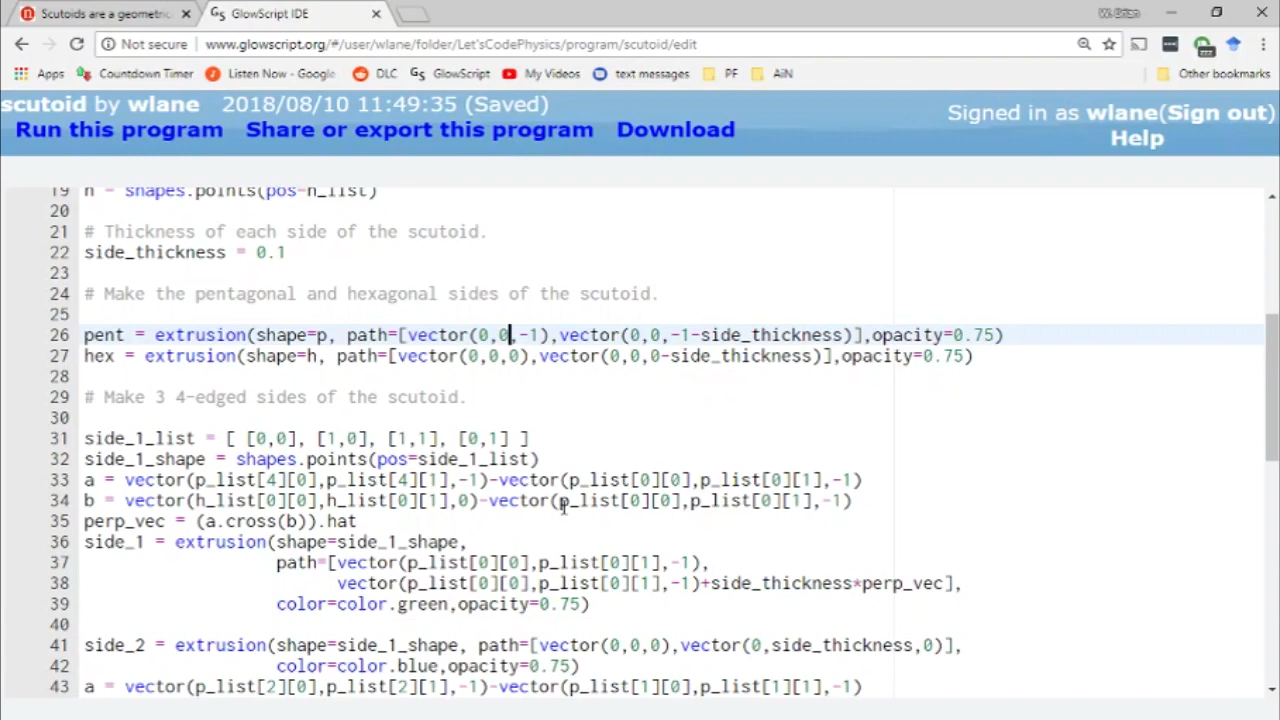 Scutoids are a geometric
GlowScript IDE
Not secure
www.glowscript.org/#/user/wlane/folder/Let'sCodePhysics/program/scutoid/edit
Apps Countdown Timer Listen Now - Google DLC GlowScript My Videos text messages PF AiN Other bookmarks
scutoid by wlane 2018/08/10 11:49:35 (Saved)
Signed in as wlane(Sign out)
Run this program Share or export this program Download
Help
19 h = shapes.points(pos=h_list)
20
21 # Thickness of each side of the scutoid.
22 side_thickness = 0.1
23
24 # Make the pentagonal and hexagonal sides of the scutoid.
25
26 pent = extrusion(shape=p, path=[vector(0,0,-1),vector(0,0,-1-side_thickness)],opacity=0.75)
27 hex = extrusion(shape=h, path=[vector(0,0,0),vector(0,0,0-side_thickness)],opacity=0.75)
28
29 # Make 3 4-edged sides of the scutoid.
30
31 side_1_list = [ [0,0], [1,0], [1,1], [0,1] ]
32 side_1_shape = shapes.points(pos=side_1_list)
33 a = vector(p_list[4][0],p_list[4][1],-1)-vector(p_list[0][0],p_list[0][1],-1)
34 b = vector(h_list[0][0],h_list[0][1],0)-vector(p_list[0][0],p_list[0][1],-1)
35 perp_vec = (a.cross(b)).hat
36 side_1 = extrusion(shape=side_1_shape,
37 path=[vector(p_list[0][0],p_list[0][1],-1),
38 vector(p_list[0][0],p_list[0][1],-1)+side_thickness*perp_vec],
39 color=color.green,opacity=0.75)
40
41 side_2 = extrusion(shape=side_1_shape, path=[vector(0,0,0),vector(0,side_thickness,0)],
42 color=color.blue,opacity=0.75)
43 a = vector(p_list[2][0],p_list[2][1],-1)-vector(p_list[1][0],p_list[1][1],-1)